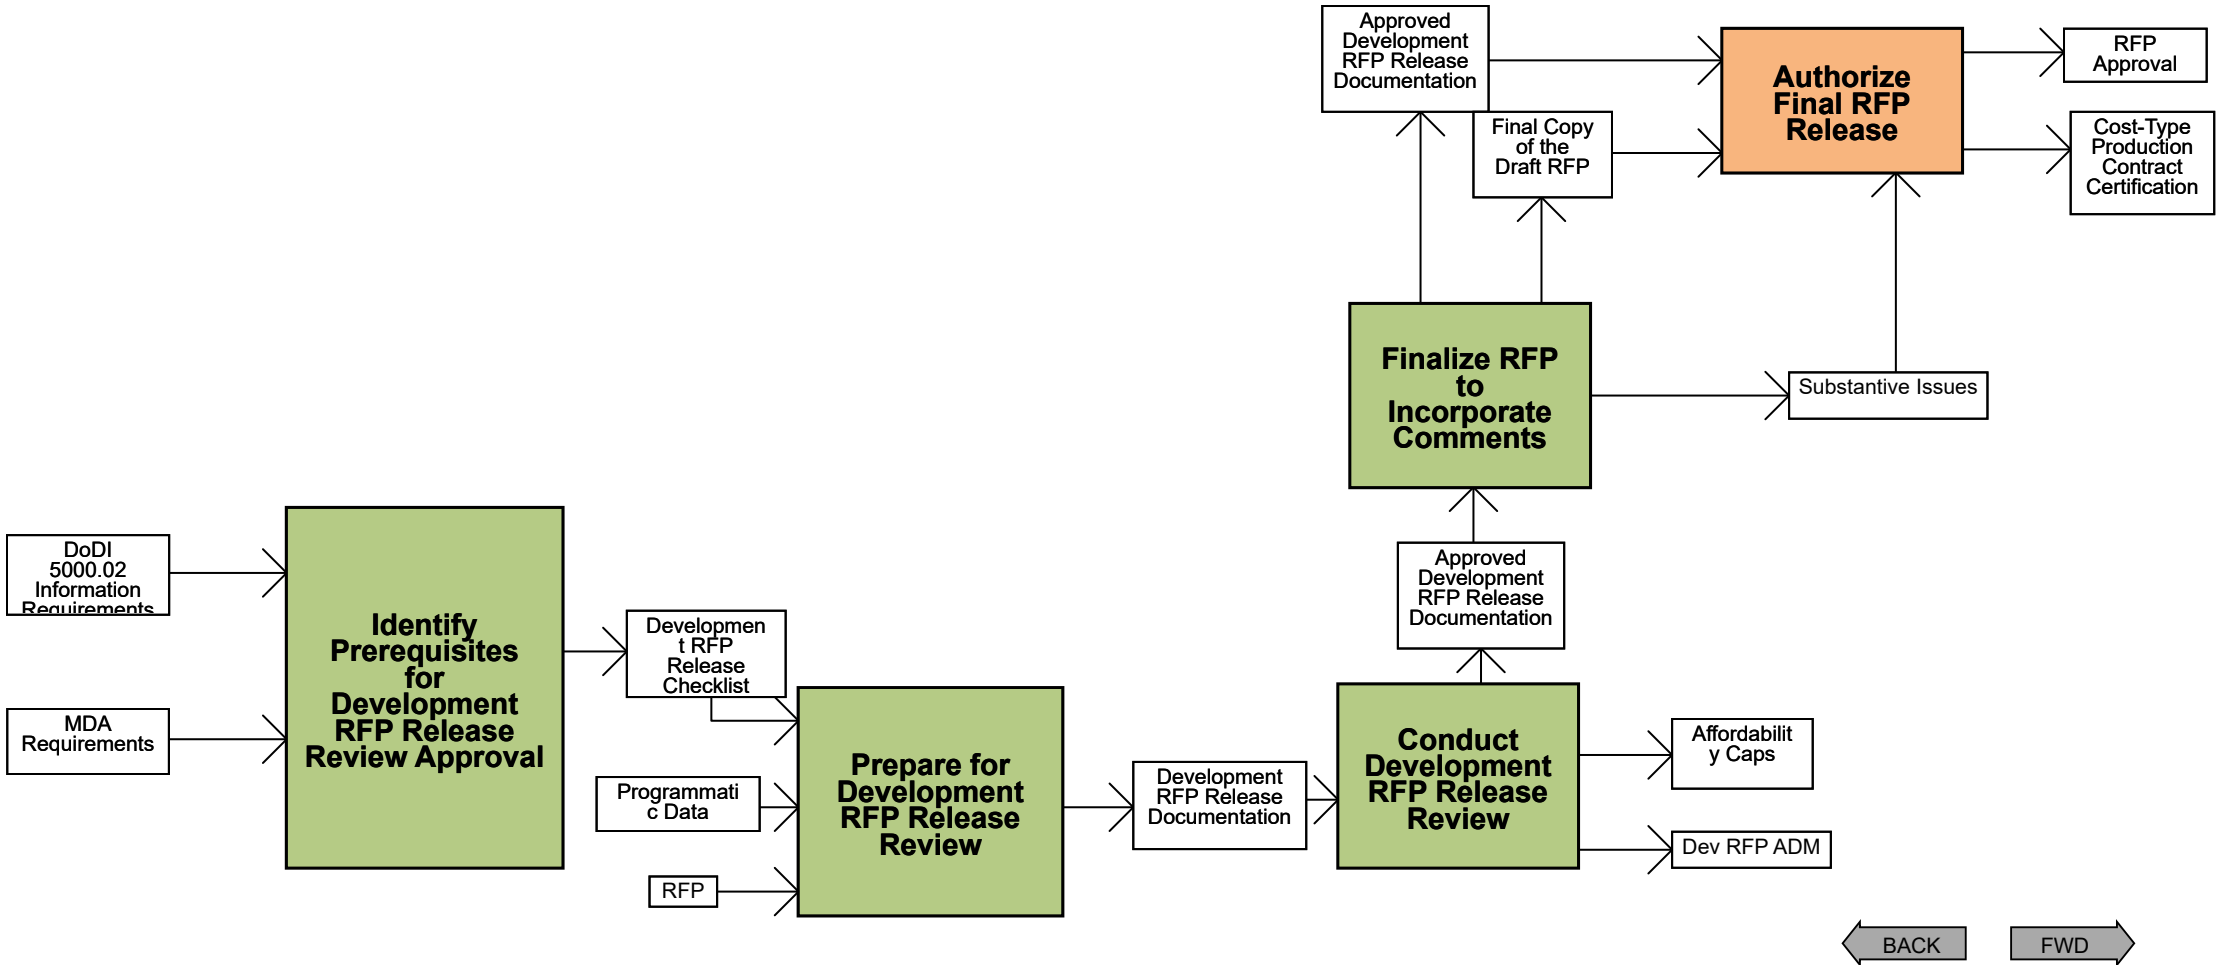 Approved
Development
RFP Release
Documentation
Final Copy
of the
Draft RFP
Authorize
Final RFP
Release
RFP
Approval
Cost-Type
Production
Contract
Certification
Finalize RFP
to
Incorporate
Comments
Substantive Issues
DoDI
5000.02
Information
Requirements
MDA
Requirements
Identify
Prerequisites
for
Development
RFP Release
Review Approval
Developmen
t RFP
Release
Checklist
Programmati
c Data
RFP
Prepare for
Development
RFP Release
Review
Development
RFP Release
Documentation
Approved
Development
RFP Release
Documentation
Conduct
Development
RFP Release
Review
Affordabilit
y Caps
Dev RFP ADM
BACK
FWD